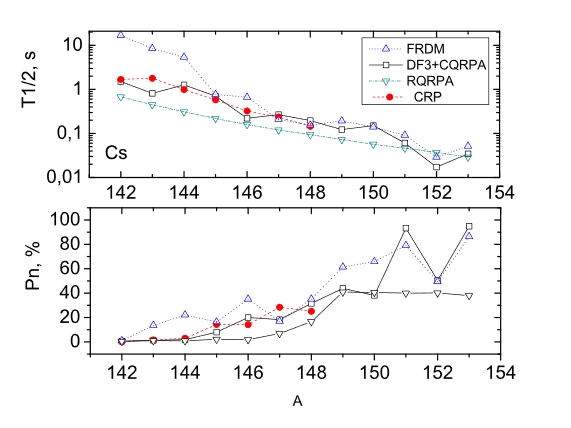 10
1
0,1
0,01
T1/2, s
FRDM
DF3+CQRPA
RQRPA
CRP
Cs
142 144 146 148 150 152 154
100
80
60
40
20
0
Pn, %
142 144 146 148 150 152 154
A